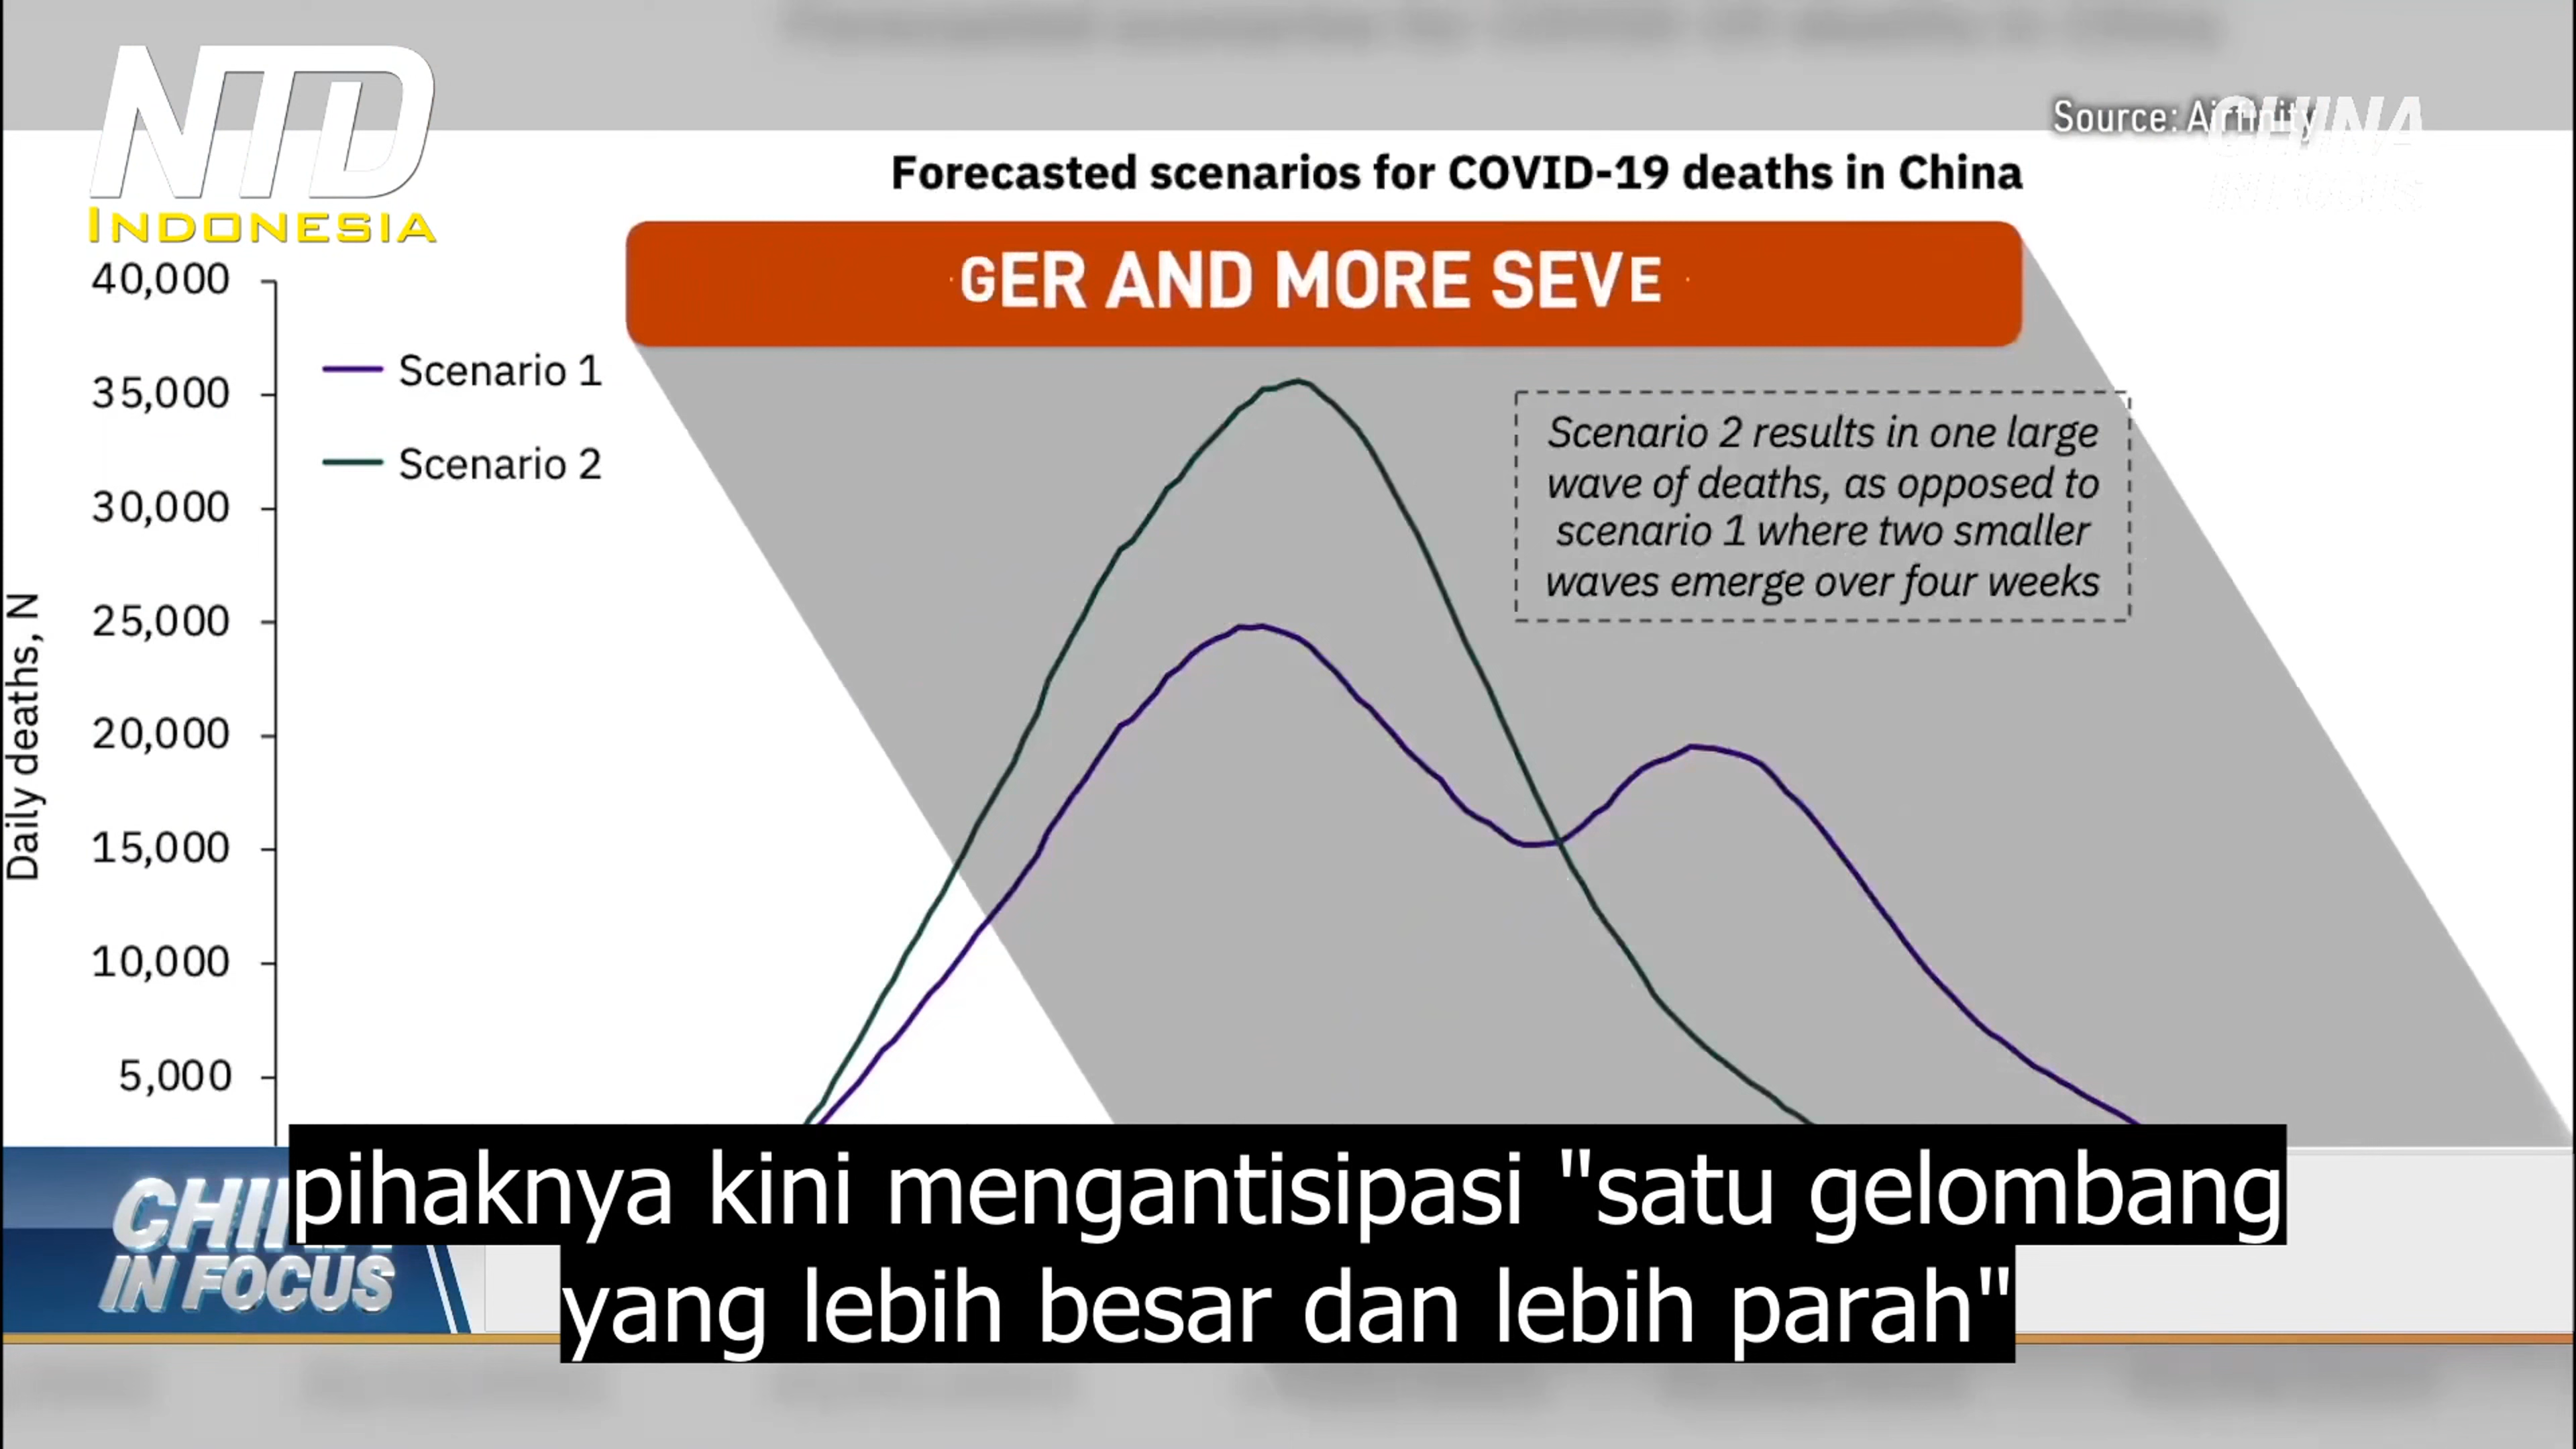 NTD
INDONESIA
Source: Airfinity
CHINA
Forecasted scenarios for COVID-19 deaths in China
GER AND MORE SEVE
40,000
35,000
30,000
25,000
20,000
15,000
10,000
5,000
Daily deaths, N
Scenario 1
Scenario 2
Scenario 2 results in one large
wave of deaths, as opposed to
scenario 1 where two smaller
waves emerge over four weeks
IN FOCUS
pihaknya kini mengantisipasi "satu gelombang
yang lebih besar dan lebih parah"